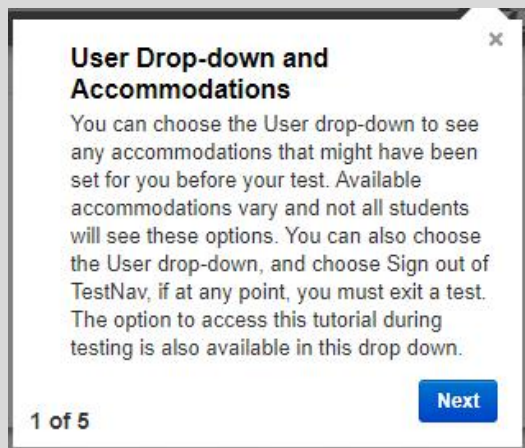 ×
User Drop-down and
Accommodations
You can choose the User drop-down to see
any accommodations that might have been
set for you before your test. Available
accommodations vary and not all students
will see these options. You can also choose
the User drop-down, and choose Sign out of
TestNav, if at any point, you must exit a test.
The option to access this tutorial during
testing is also available in this drop down.
Next
1 of 5